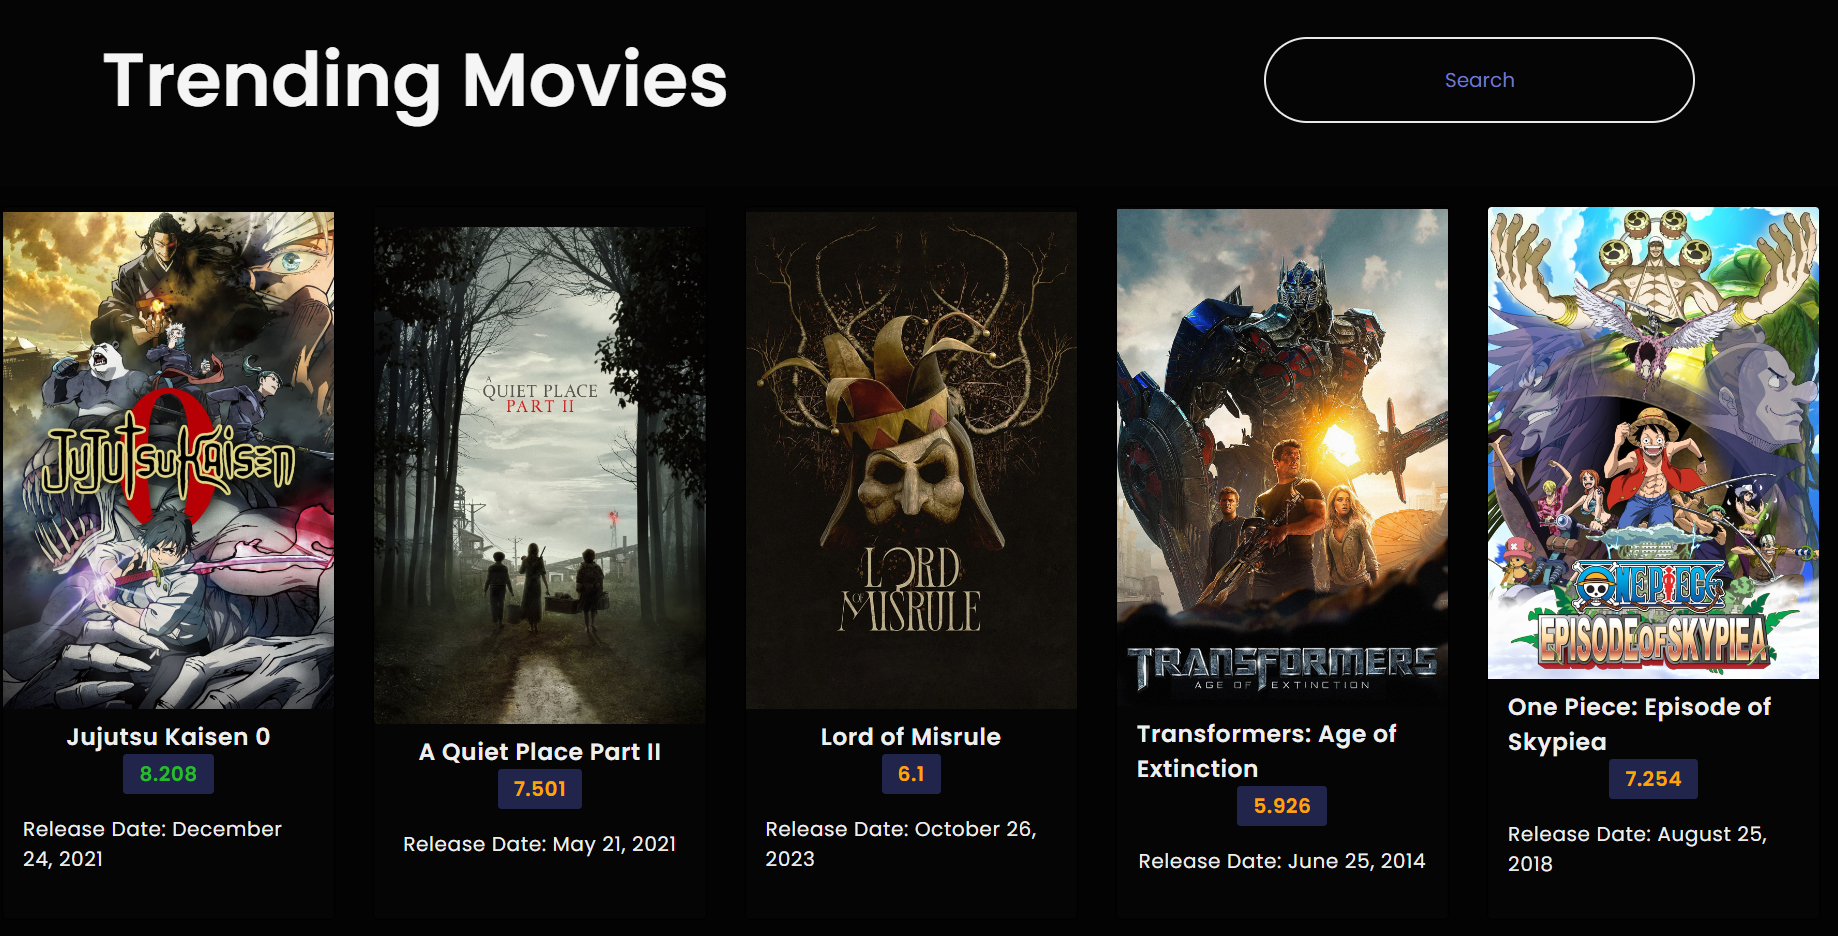 Trending Movies
Search
JUJUTSU KAISEN
0
Jujutsu Kaisen 0
8.208
Release Date: December
24, 2021
A
QUIET PLACE
PART II
A Quiet Place Part II
7.501
Release Date: May 21, 2021
LORD
OF
MISRULE
Lord of Misrule
6.1
Release Date: October 26,
2023
TRANSFORMERS
AGE OF EXTINCTION
Transformers: Age of
Extinction
5.926
Release Date: June 25, 2014
ONE PIECE
EPISODE OF SKYPIEA
One Piece: Episode of
Skypiea
7.254
Release Date: August 25,
2018